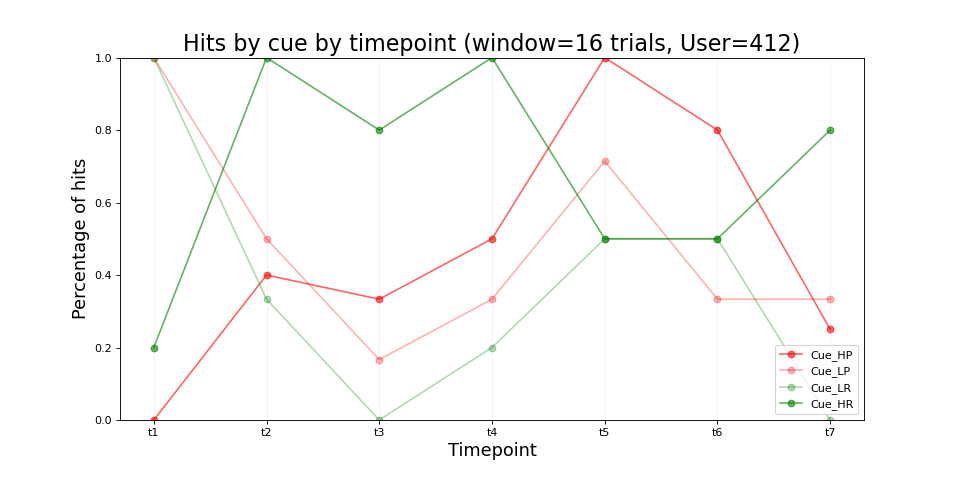 Hits by cue by timepoint (window=16 trials, User=412)
Percentage of hits
1.0
0.8
0.6
0.4
0.2
0.0
t1 t2 t3 t4 t5 t6 t7
Timepoint
Cue_HP
Cue_LP
Cue_LR
Cue_HR